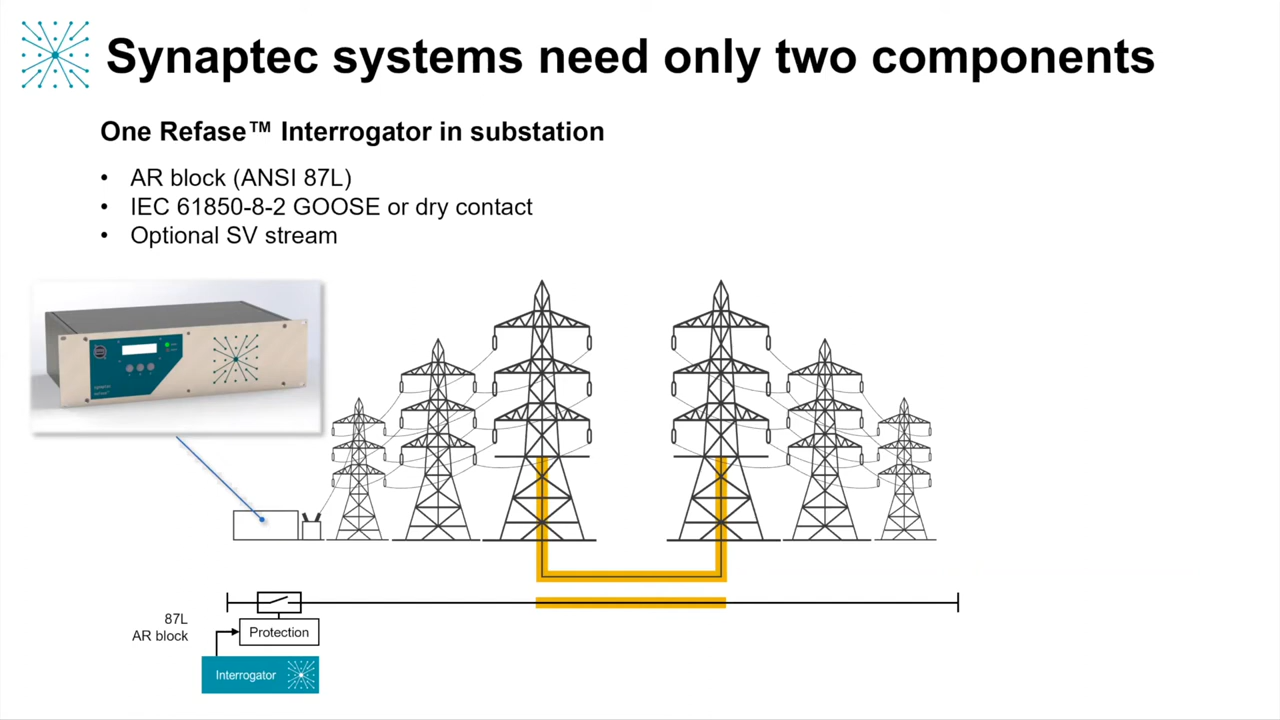 Synaptec systems need only two components
One Refase™ Interrogator in substation
• AR block (ANSI 87L)
• IEC 61850-8-2 GOOSE or dry contact
• Optional SV stream
87L
AR block
Protection
Interrogator